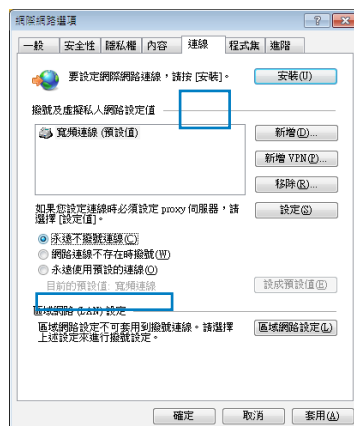 網際網路選項
一般 安全性 隱私權 內容 連線 程式集 進階
要設定網際網路連線，請按 [安裝]。 安裝(U)
撥號及虛擬私人網路設定值
寬頻連線 (預設值) 新增(D)...
新增 VPN(P)...
移除(R)...
如果您設定連線時必須設定 proxy 伺服器，請 設定(S)
選擇 [設定值]。
永遠不撥號連線(C)
網路連線不存在時撥號(W)
永遠使用預設的連線(O)
目前的預設值: 寬頻連線 設成預設值(E)
區域網路 (LAN) 設定
區域網路設定不可套用到撥號連線。請選擇 區域網路設定(L)
上述設定來進行撥號設定。
確定 取消 套用(A)